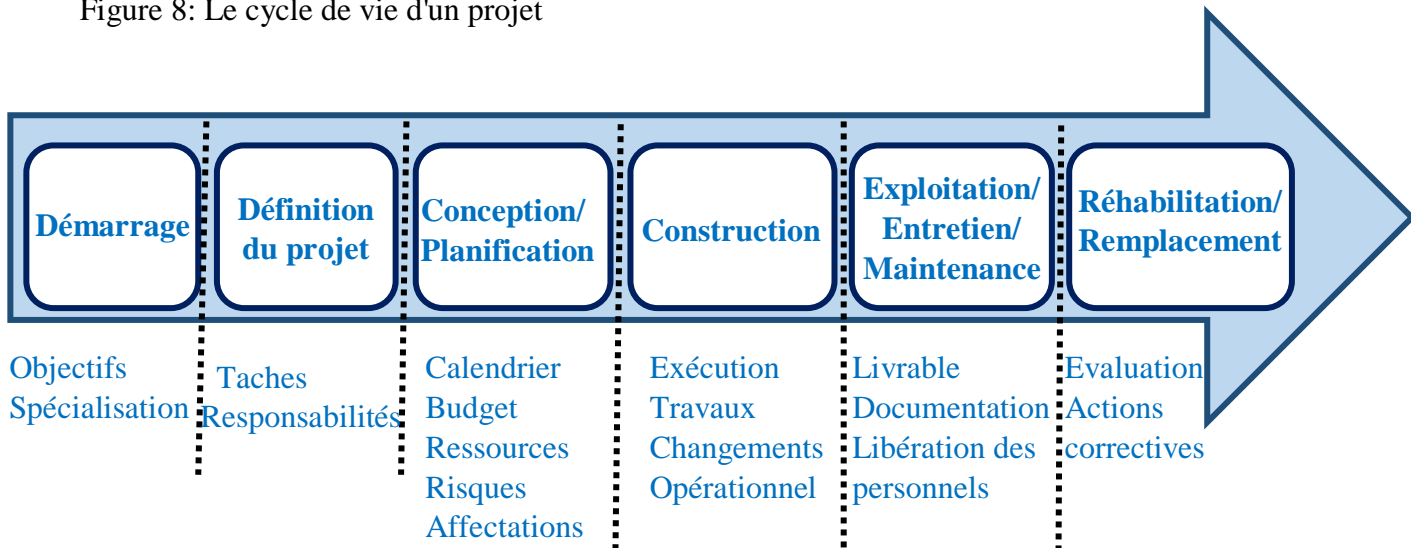 Figure 8: Le cycle de vie d'un projet
Démarrage
Définition
du projet
Conception/
Planification
Construction
Exploitation/
Entretien/
Maintenance
Réhabilitation/
Remplacement
Objectifs
Spécialisation
Taches
Responsabilités
Calendrier
Budget
Ressources
Risques
Affectations
Exécution
Travaux
Changements
Opérationnel
Livrable
Documentation
Libération des
personnels
Evaluation
Actions
correctives